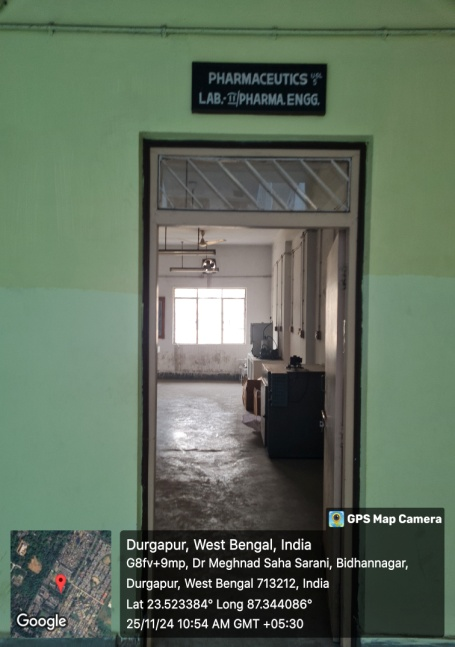 PHARMACEUTICS
LAB.-II/PHARMA.ENGG.
GPS Map Camera
Durgapur, West Bengal, India
G8fv+9mp, Dr Meghnad Saha Sarani, Bidhannagar,
Durgapur, West Bengal 713212, India
Lat 23.523384° Long 87.344086°
25/11/24 10:54 AM GMT +05:30
Google